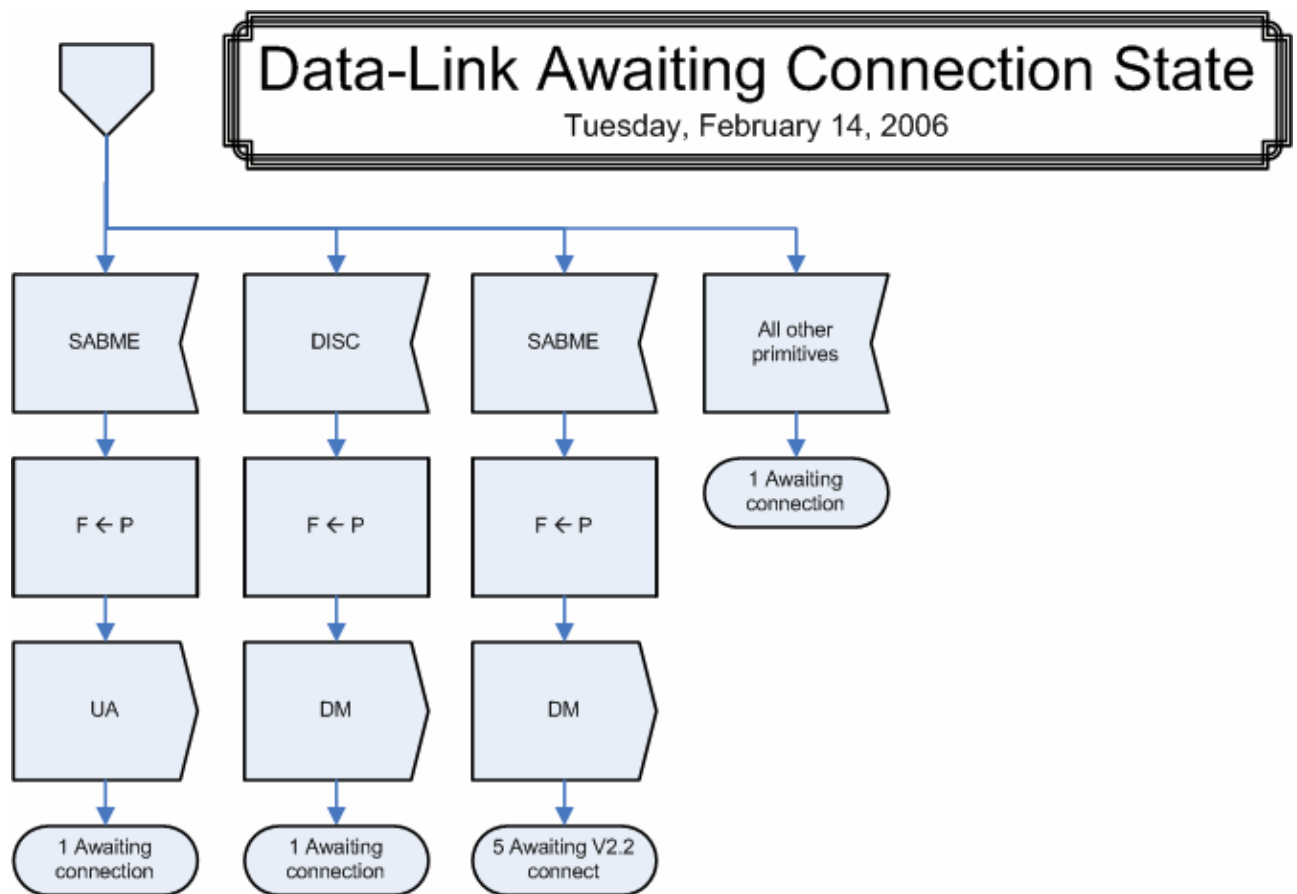 Data-Link Awaiting Connection State
Tuesday, February 14, 2006
SABME
DISC
SABME
All other
primitives
F ← P
F ← P
F ← P
1 Awaiting
connection
UA
DM
DM
1 Awaiting
connection
1 Awaiting
connection
5 Awaiting V2.2
connect